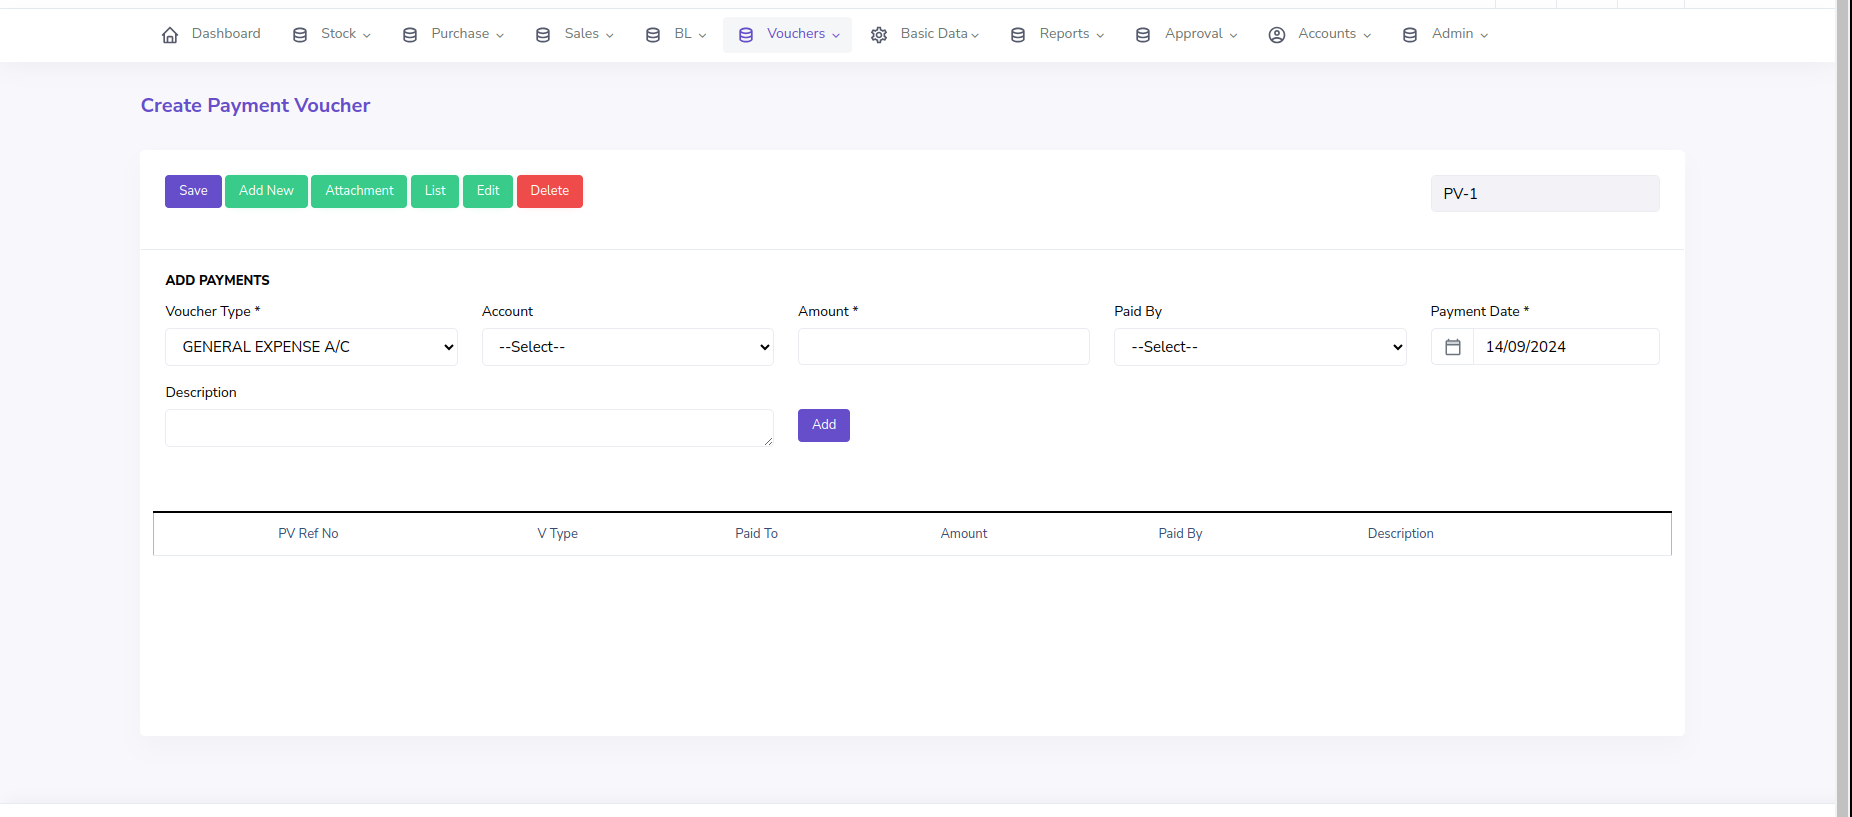 Dashboard Stock Purchase Sales BL Vouchers Basic Data Reports Approval Accounts Admin
Create Payment Voucher
Save Add New Attachment List Edit Delete PV-1
ADD PAYMENTS
Voucher Type * Account Amount * Paid By Payment Date *
GENERAL EXPENSE A/C --Select-- --Select-- 14/09/2024
Description
Add
PV Ref No V Type Paid To Amount Paid By Description